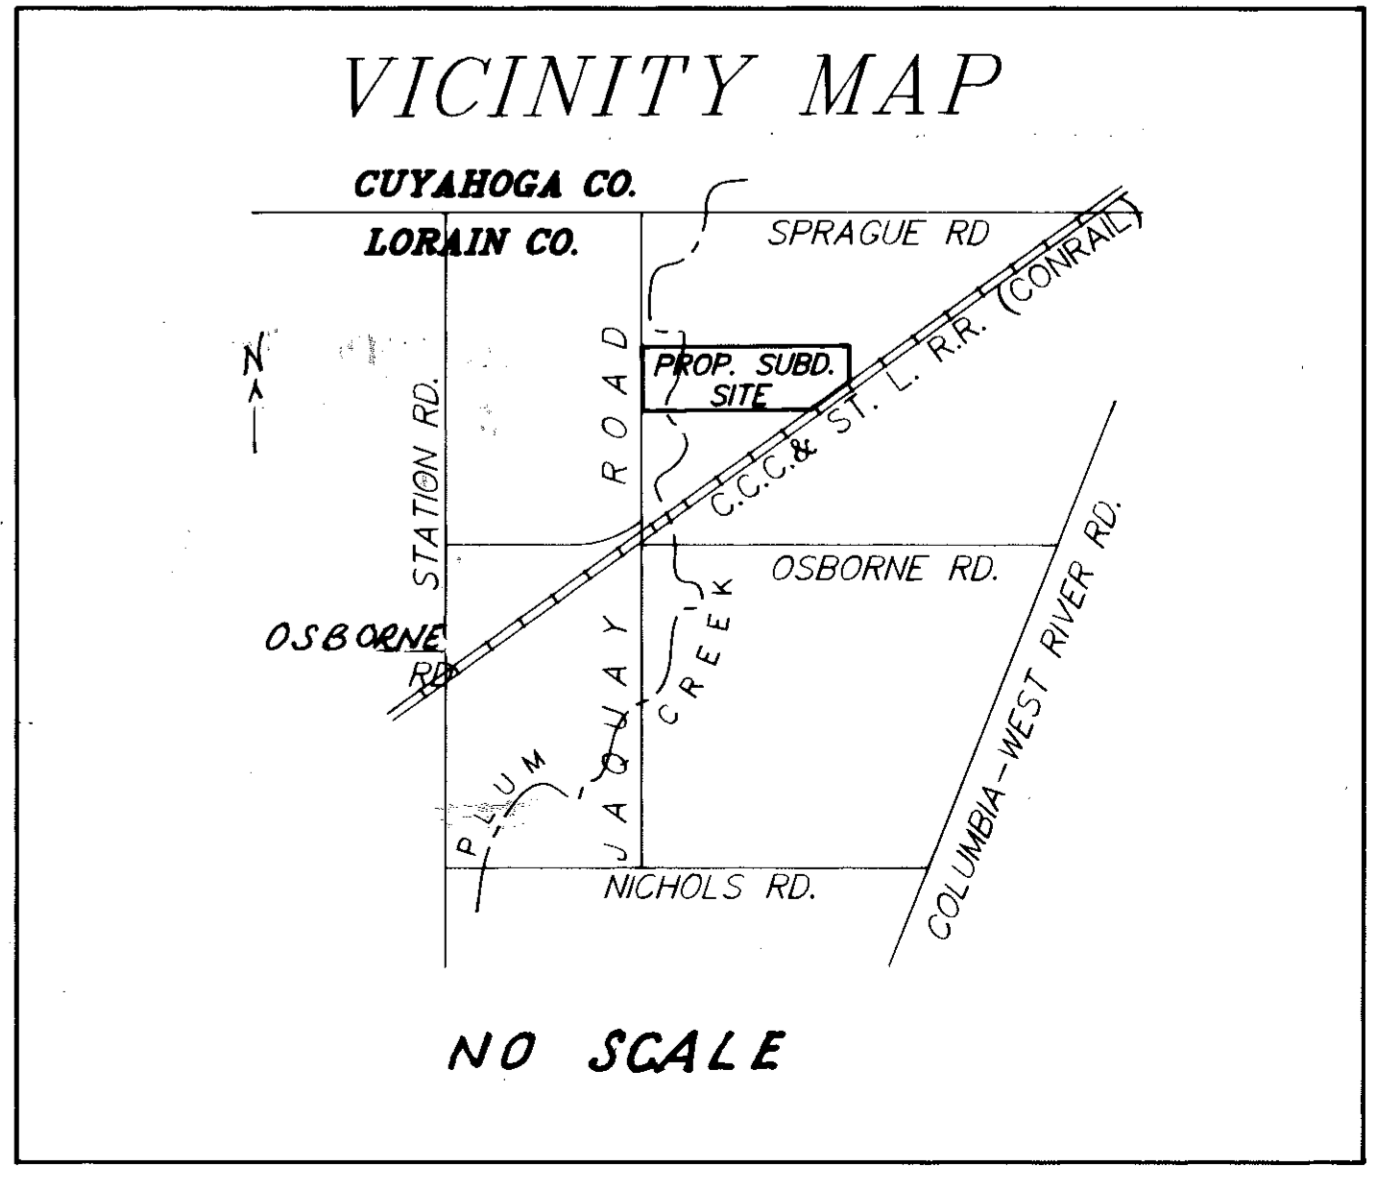 VICINITY MAP
CUYAHOGA CO.
LORAIN CO.
SPRAGUE RD
N
PROP. SUBD.
SITE
C.C.C.& ST. L. R.R. (CONRAIL)
STATION RD.
JAQUAY ROAD
OSBORNE RD.
OSBORNE
RD
PLUM CREEK
COLUMBIA-WEST RIVER RD.
NICHOLS RD.
NO SCALE